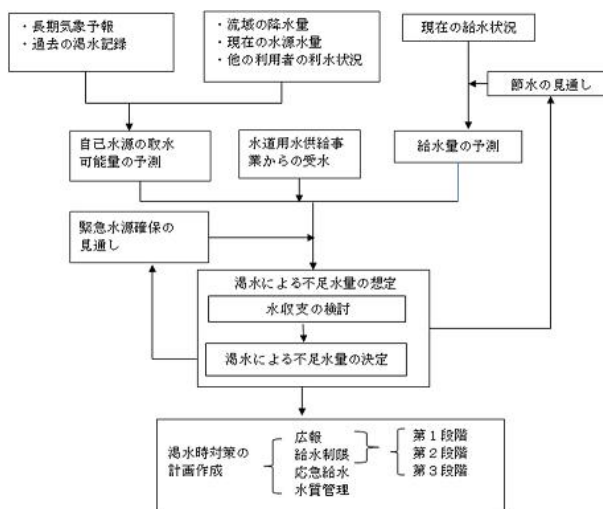 ・長期気象予報
・過去の渇水記録
・流域の降水量
・現在の水源水量
・他の利用者の利水状況
現在の給水状況
節水の見通し
自己水源の取水
可能量の予測
水道用水供給事
業からの受水
給水量の予測
緊急水源確保の
見通し
渇水による不足水量の想定
水収支の検討
渇水による不足水量の決定
渇水時対策の
計画作成
広報
給水制限
応急給水
水質管理
第1段階
第2段階
第3段階